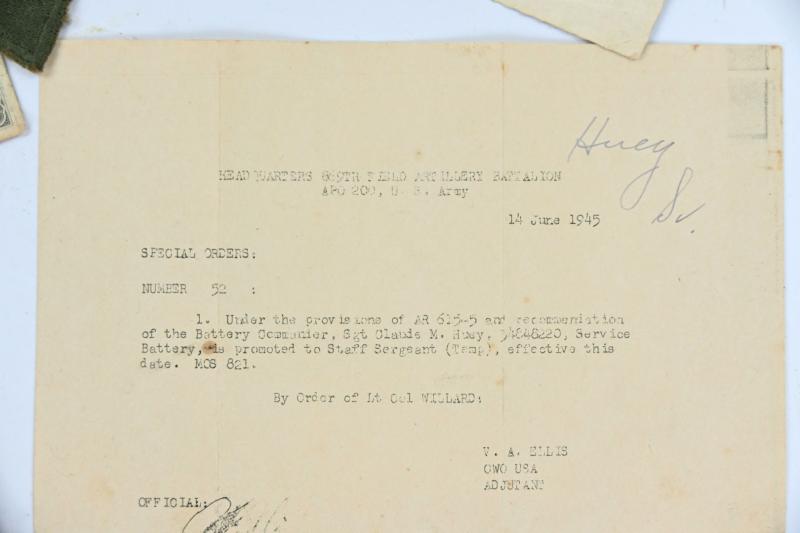 Huey
Sv.
HEADQUARTERS 869TH FIELD ARTILLERY BATTALION
APO 200, U. S. Army
14 June 1945
SPECIAL ORDERS:
NUMBER 52 :
1. Under the provisions of AR 615-5 and recommendation
of the Battery Commander, Sgt Claude M. Huey, 34848220, Service
Battery, is promoted to Staff Sergeant (Temp), effective this
date. MOS 821.
By Order of Lt Col WILLARD:
V. A. ELLIS
CWO USA
ADJUTANT
OFFICIAL: